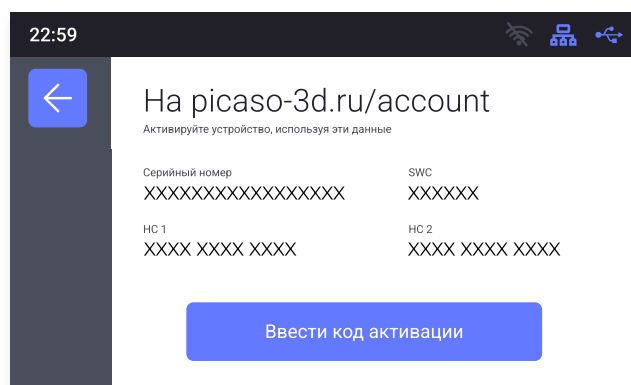 22:59
На picaso-3d.ru/account
Активируйте устройство, используя эти данные
Серийный номер
XXXXXXXXXXXXXXXXX
SWC
XXXXXX
HC 1
XXXX XXXX XXXX
HC 2
XXXX XXXX XXXX
Ввести код активации